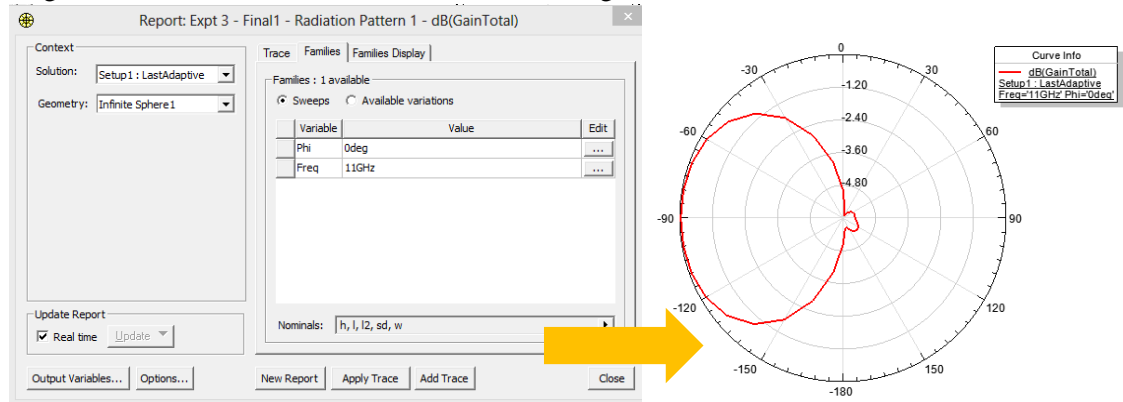 Report: Expt 3 - Final1 - Radiation Pattern 1 - dB(GainTotal)
Context
Solution: Setup1 : LastAdaptive
Geometry: Infinite Sphere1
Update Report
Real time Update
Output Variables... Options...
Trace Families Families Display
Families : 1 available
Sweeps Available variations
Variable Value Edit
Phi 0deg ...
Freq 11GHz ...
Nominals: h, l, l2, sd, w
New Report Apply Trace Add Trace Close
0
-30 30
-1.20
-2.40
-60 60
-3.60
-4.80
-90 90
-120 120
-150 150
-180
Curve Info
dB(GainTotal)
Setup1 : LastAdaptive
Freq='11GHz' Phi='0deg'